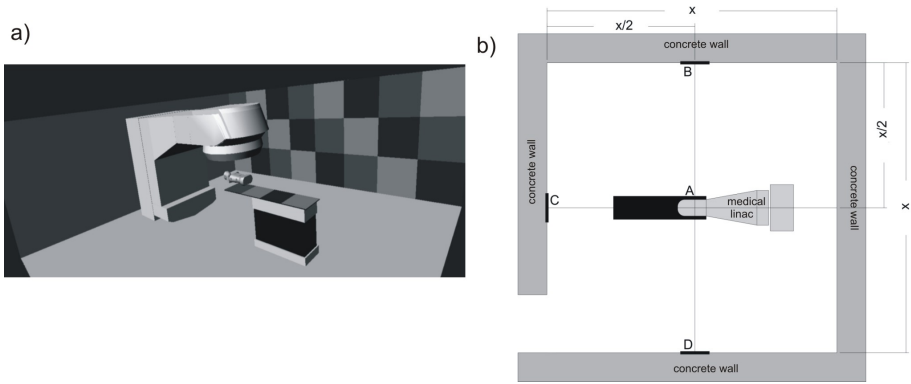 a)
b)
x
x/2
concrete wall
B
x/2
concrete wall
C
A
medical
linac
concrete wall
x
D
concrete wall